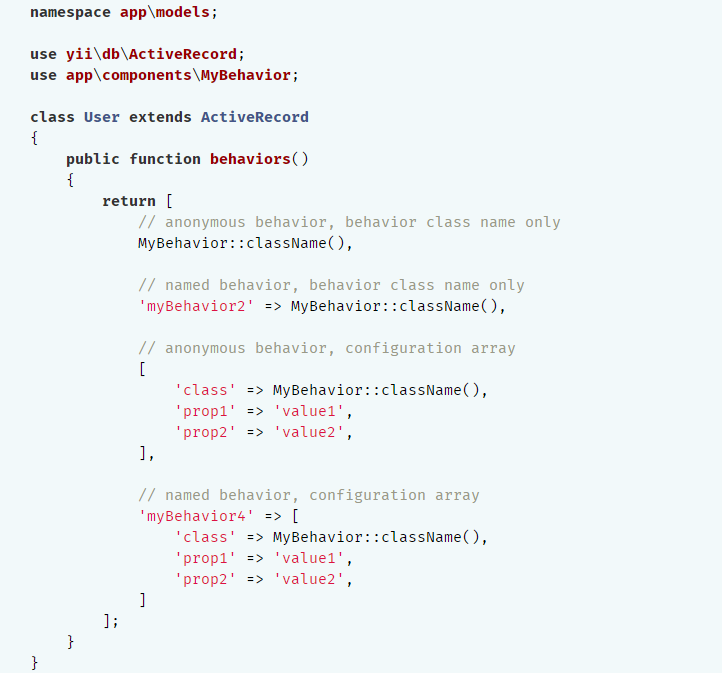 namespace app\models;
use yii\db\ActiveRecord;
use app\components\MyBehavior;
class User extends ActiveRecord
{
public function behaviors()
{
return [
// anonymous behavior, behavior class name only
MyBehavior::className(),
// named behavior, behavior class name only
'myBehavior2' => MyBehavior::className(),
// anonymous behavior, configuration array
[
'class' => MyBehavior::className(),
'prop1' => 'value1',
'prop2' => 'value2',
],
// named behavior, configuration array
'myBehavior4' => [
'class' => MyBehavior::className(),
'prop1' => 'value1',
'prop2' => 'value2',
]
];
}
}